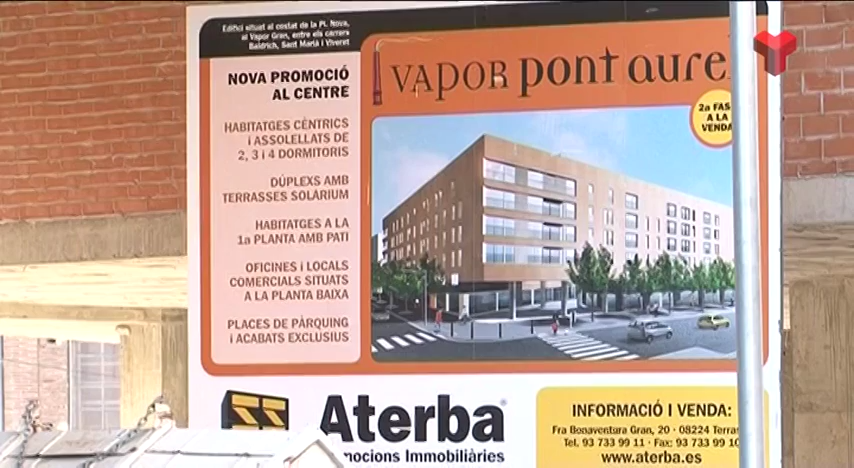 Edifici situat al costat de la Pl. Nova,
al Vapor Gran, entre els carrers
Baldrich, Sant Marià i Viveret
NOVA PROMOCIÓ
AL CENTRE
HABITATGES CÈNTRICS
I ASSOLELLATS DE
2, 3 I 4 DORMITORIS
DÚPLEXS AMB
TERRASSES SOLÀRIUM
HABITATGES A LA
1a PLANTA AMB PATI
OFICINES I LOCALS
COMERCIALS SITUATS
A LA PLANTA BAIXA
PLACES DE PÀRQUING
I ACABATS EXCLUSIUS
VAPOR pont aure
2a FAS
A LA
VENDA
Aterba
mocions Immobiliàries
INFORMACIÓ I VENDA:
Fra Bonaventura Gran, 20 · 08224 Terras
Tel. 93 733 99 11 · Fax: 93 733 99 10
www.aterba.es